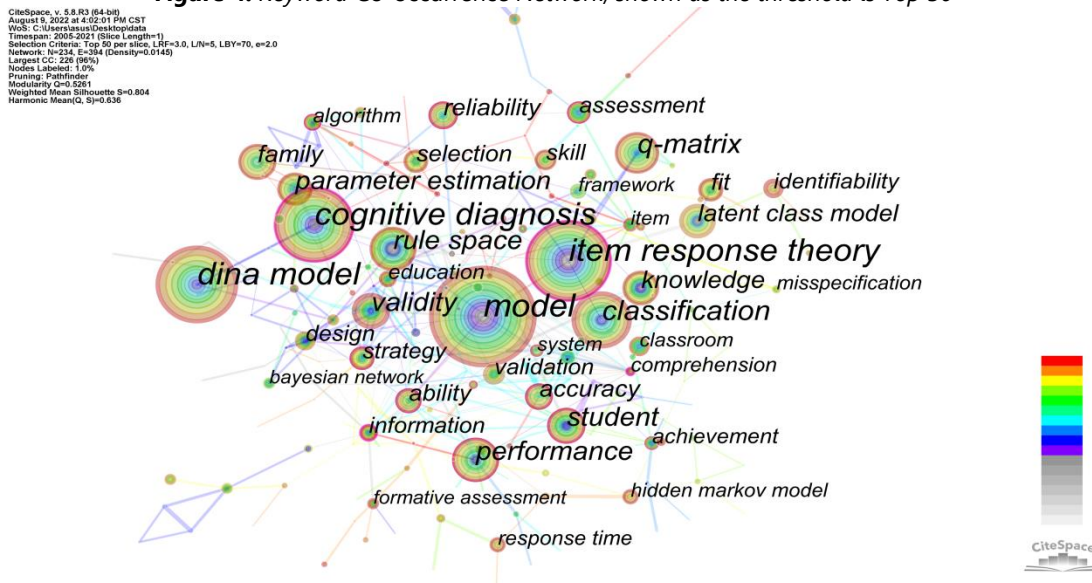 Keyword Co-Occurrence Network, shown as the threshold is Top 50
CiteSpace, v. 5.8.R3 (64-bit)
August 9, 2022 at 4:02:01 PM CST
WoS: C:\Users\asus\Desktop\data
Timespan: 2005-2021 (Slice Length=1)
Selection Criteria: Top 50 per slice, LRF=3.0, L/N=5, LBY=70, e=2.0
Network: N=234, E=394 (Density=0.0145)
Largest CC: 226 (96%)
Nodes Labeled: 1.0%
Pruning: Pathfinder
Modularity Q=0.5261
Weighted Mean Silhouette S=0.804
Harmonic Mean(Q, S)=0.636
algorithm
reliability
assessment
family
selection
skill
q-matrix
parameter estimation
framework
fit
identifiability
cognitive diagnosis
item
latent class model
rule space
item response theory
dina model
education
knowledge
misspecification
validity
model
classification
design
strategy
system
classroom
bayesian network
validation
comprehension
ability
accuracy
information
student
performance
achievement
formative assessment
hidden markov model
response time
CiteSpace